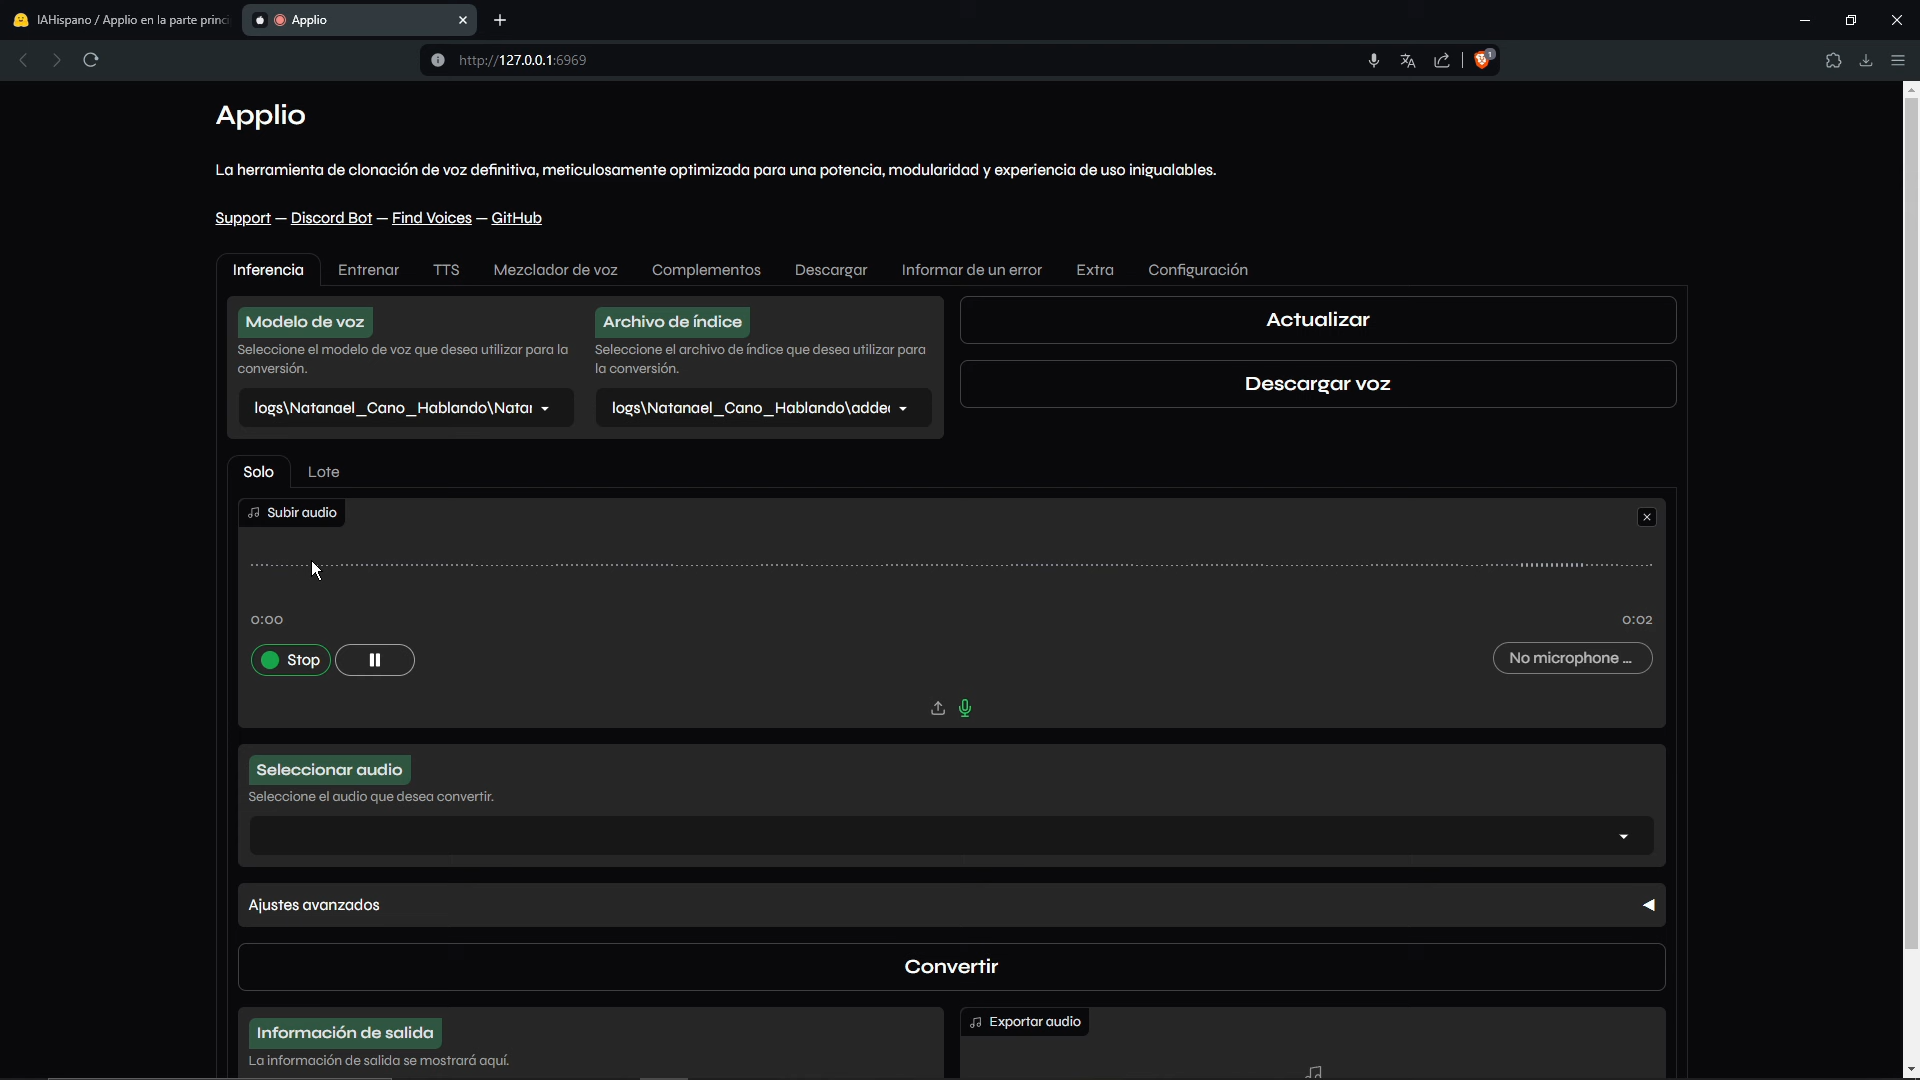 IAHispano / Applio en la parte princi
Applio
http://127.0.0.1:6969
1
Applio
La herramienta de clonación de voz definitiva, meticulosamente optimizada para una potencia, modularidad y experiencia de uso inigualables.
Support — Discord Bot — Find Voices — GitHub
Inferencia
Entrenar
TTS
Mezclador de voz
Complementos
Descargar
Informar de un error
Extra
Configuración
Modelo de voz
Seleccione el modelo de voz que desea utilizar para la
conversión.
logs\Natanael_Cano_Hablando\Natar
Archivo de índice
Seleccione el archivo de índice que desea utilizar para
la conversión.
logs\Natanael_Cano_Hablando\addec
Actualizar
Descargar voz
Solo
Lote
Subir audio
0:00
0:02
Stop
No microphone ...
Seleccionar audio
Seleccione el audio que desea convertir.
Ajustes avanzados
Convertir
Información de salida
La información de salida se mostrará aquí.
Exportar audio